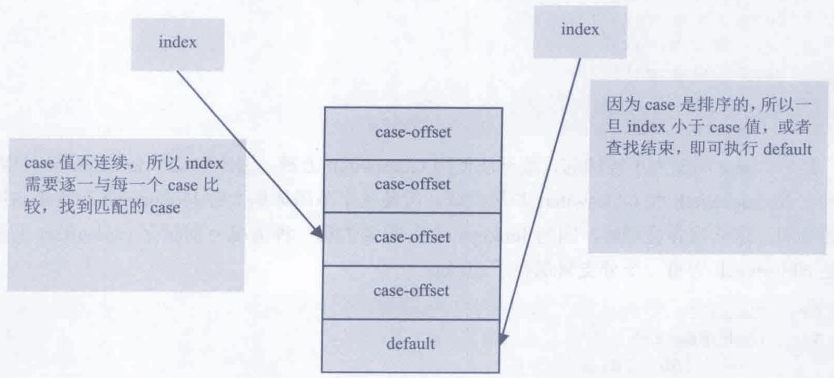 index
index
因为 case 是排序的，所以一
旦 index 小于 case 值，或者
查找结束，即可执行 default
case 值不连续，所以 index
需要逐一与每一个 case 比
较，找到匹配的 case
case-offset
case-offset
case-offset
case-offset
default